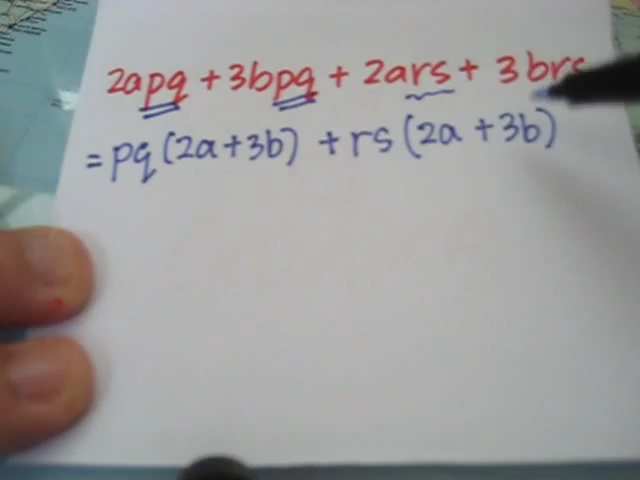 2apq + 3bpq + 2ars + 3brs
= pq (2a+3b) + rs (2a + 3b)